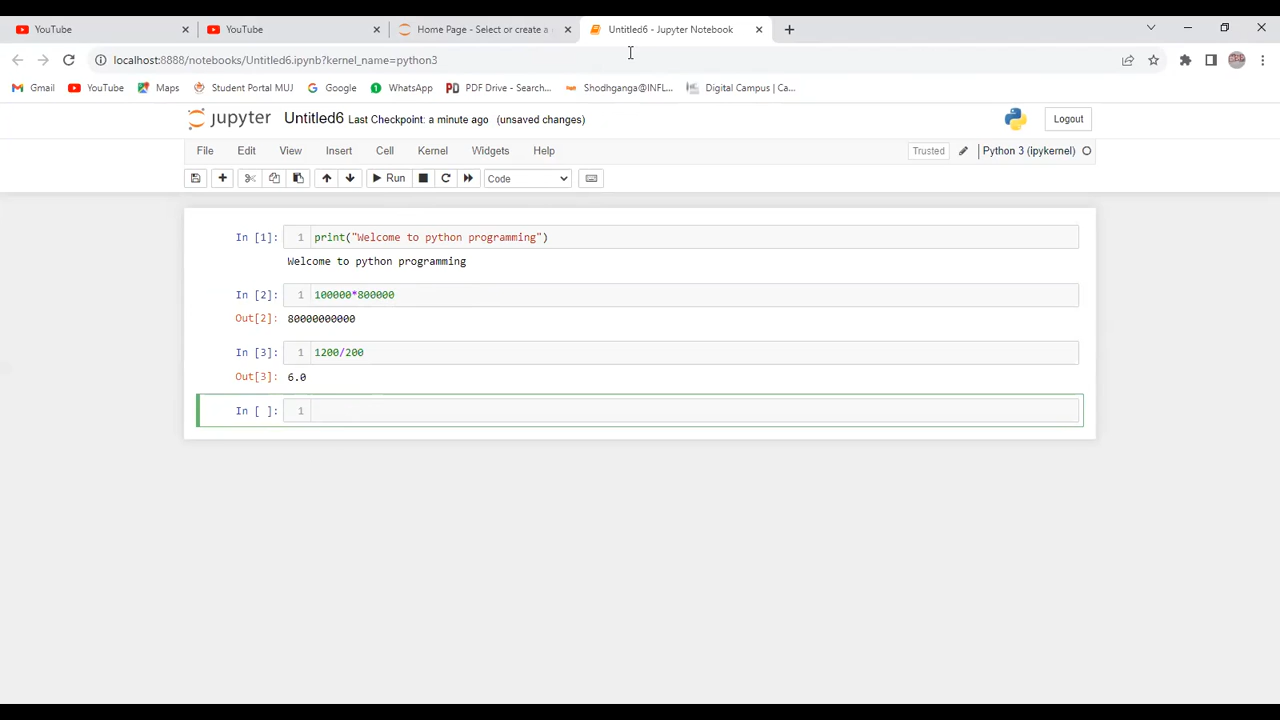 YouTube YouTube Home Page - Select or create a Untitled6 - Jupyter Notebook
localhost:8888/notebooks/Untitled6.ipynb?kernel_name=python3
Gmail YouTube Maps Student Portal MUJ Google WhatsApp PDF Drive - Search... Shodhganga@INFL... Digital Campus | Ca...
jupyter Untitled6 Last Checkpoint: a minute ago (unsaved changes) Logout
File Edit View Insert Cell Kernel Widgets Help Trusted Python 3 (ipykernel)
Run Code
In [1]: 1 print("Welcome to python programming")
Welcome to python programming
In [2]: 1 100000*800000
Out[2]: 80000000000
In [3]: 1 1200/200
Out[3]: 6.0
In [ ]: 1